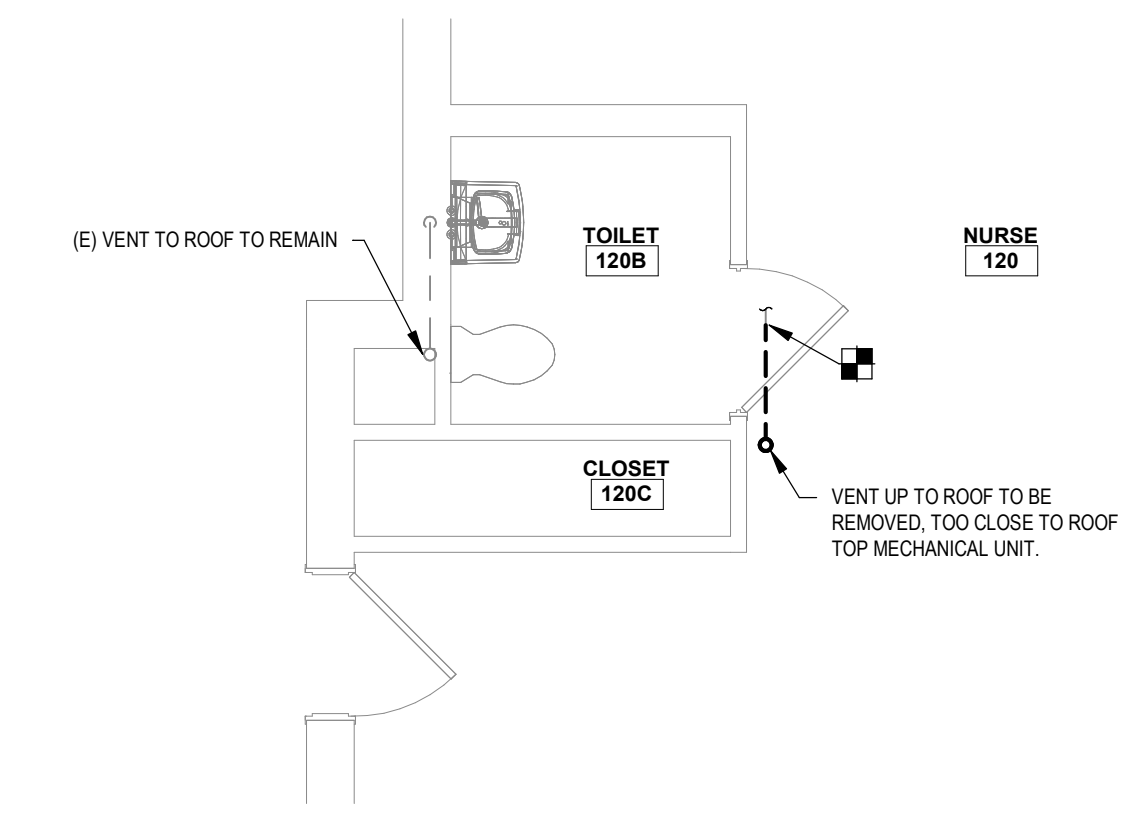 TOILET
120B
NURSE
120
(E) VENT TO ROOF TO REMAIN
CLOSET
120C
VENT UP TO ROOF TO BE
REMOVED, TOO CLOSE TO ROOF
TOP MECHANICAL UNIT.